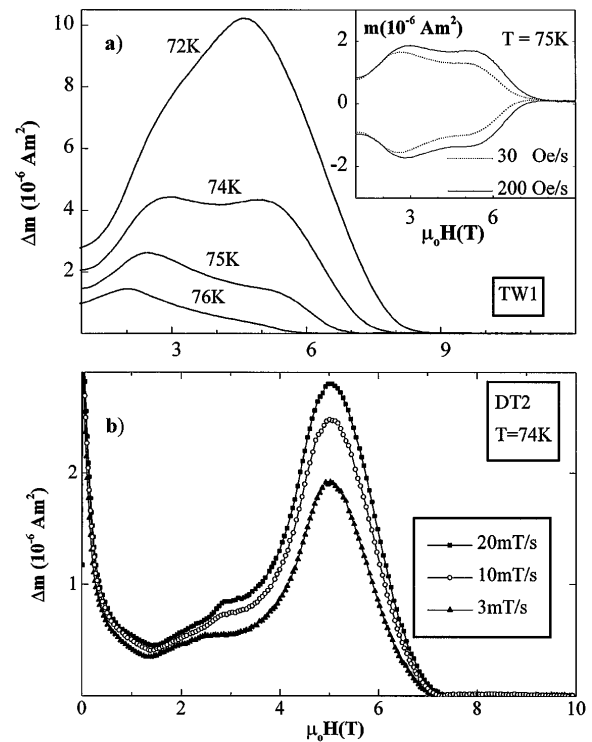 a)
Δm (10⁻⁶ Am²)
10
8
6
4
2
72K
74K
75K
76K
3
6
9
TW1
m(10⁻⁶ Am²)
T = 75K
2
0
-2
30 Oe/s
200 Oe/s
3
6
μₒH(T)
b)
Δm (10⁻⁶ Am²)
2
1
DT2
T=74K
20mT/s
10mT/s
3mT/s
0
2
4
6
8
10
μₒH(T)